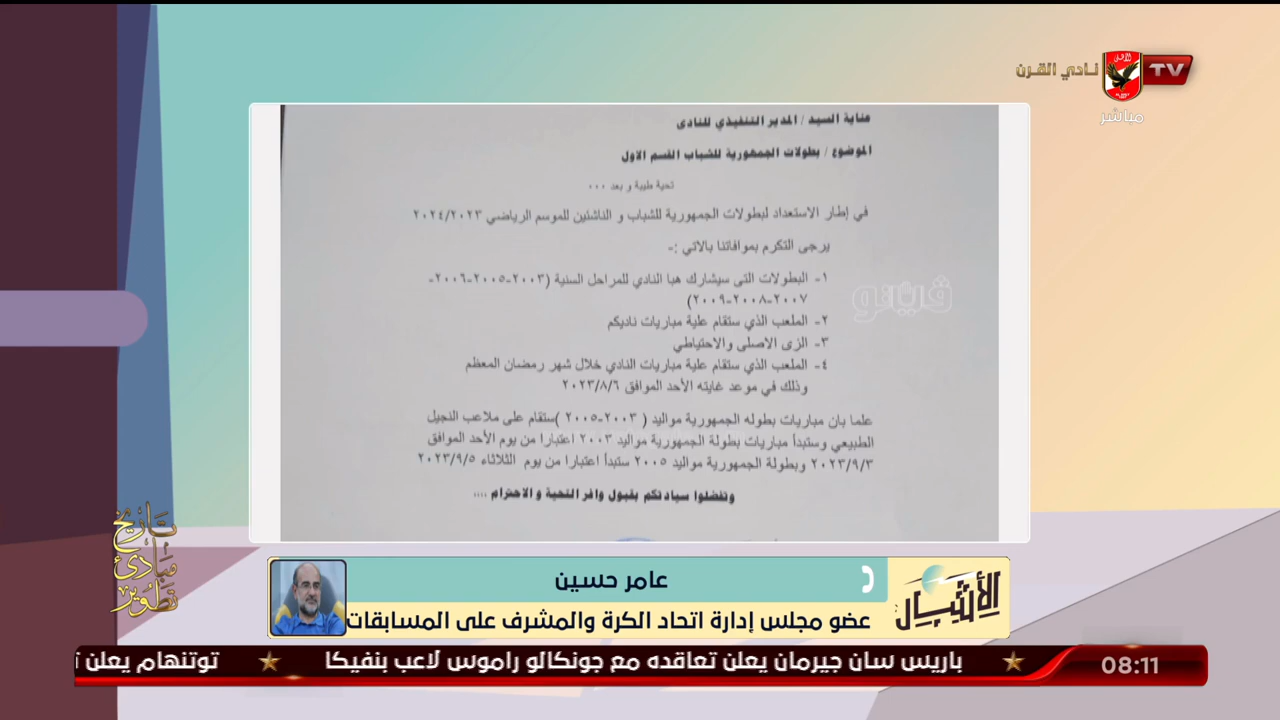 نادي القرن
TV
مباشر
عناية السيد / المدير التنفيذي للنادى
الموضوع / بطولات الجمهورية للشباب القسم الاول
تحية طيبة و بعد ...
في إطار الاستعداد لبطولات الجمهورية للشباب و الناشئين للموسم الرياضي ٢٠٢٤/٢٠٢٣
يرجى التكرم بموافاتنا بالاتي :-
١- البطولات التى سيشارك هبا النادي للمراحل السنية (٢٠٠٣-٢٠٠٥-٢٠٠٦-
٢٠٠٧-٢٠٠٨-٢٠٠٩)
٢- الملعب الذي ستقام علية مباريات ناديكم
٣- الزى الاصلى والاحتياطي
٤- الملعب الذي ستقام علية مباريات النادي خلال شهر رمضان المعظم
وذلك في موعد غايته الأحد الموافق ٢٠٢٣/٨/٦
علما بان مباريات بطوله الجمهورية مواليد ( ٢٠٠٣-٢٠٠٥ )ستقام على ملاعب النجيل
الطبيعي وستبدأ مباريات بطولة الجمهورية مواليد ٢٠٠٣ اعتبارا من يوم الأحد الموافق
٢٠٢٣/٩/٣ وبطولة الجمهورية مواليد ٢٠٠٥ ستبدأ اعتبارا من يوم الثلاثاء ٢٠٢٣/٩/٥
وتفضلوا سيادتكم بقبول وافر التحية والاحترام ....
تاريخ
مبادئ
تطوير
الأشبال
عامر حسين
عضو مجلس إدارة اتحاد الكرة والمشرف على المسابقات
08:11
باريس سان جيرمان يعلن تعاقده مع جونكالو راموس لاعب بنفيكا
توتنهام يعلن